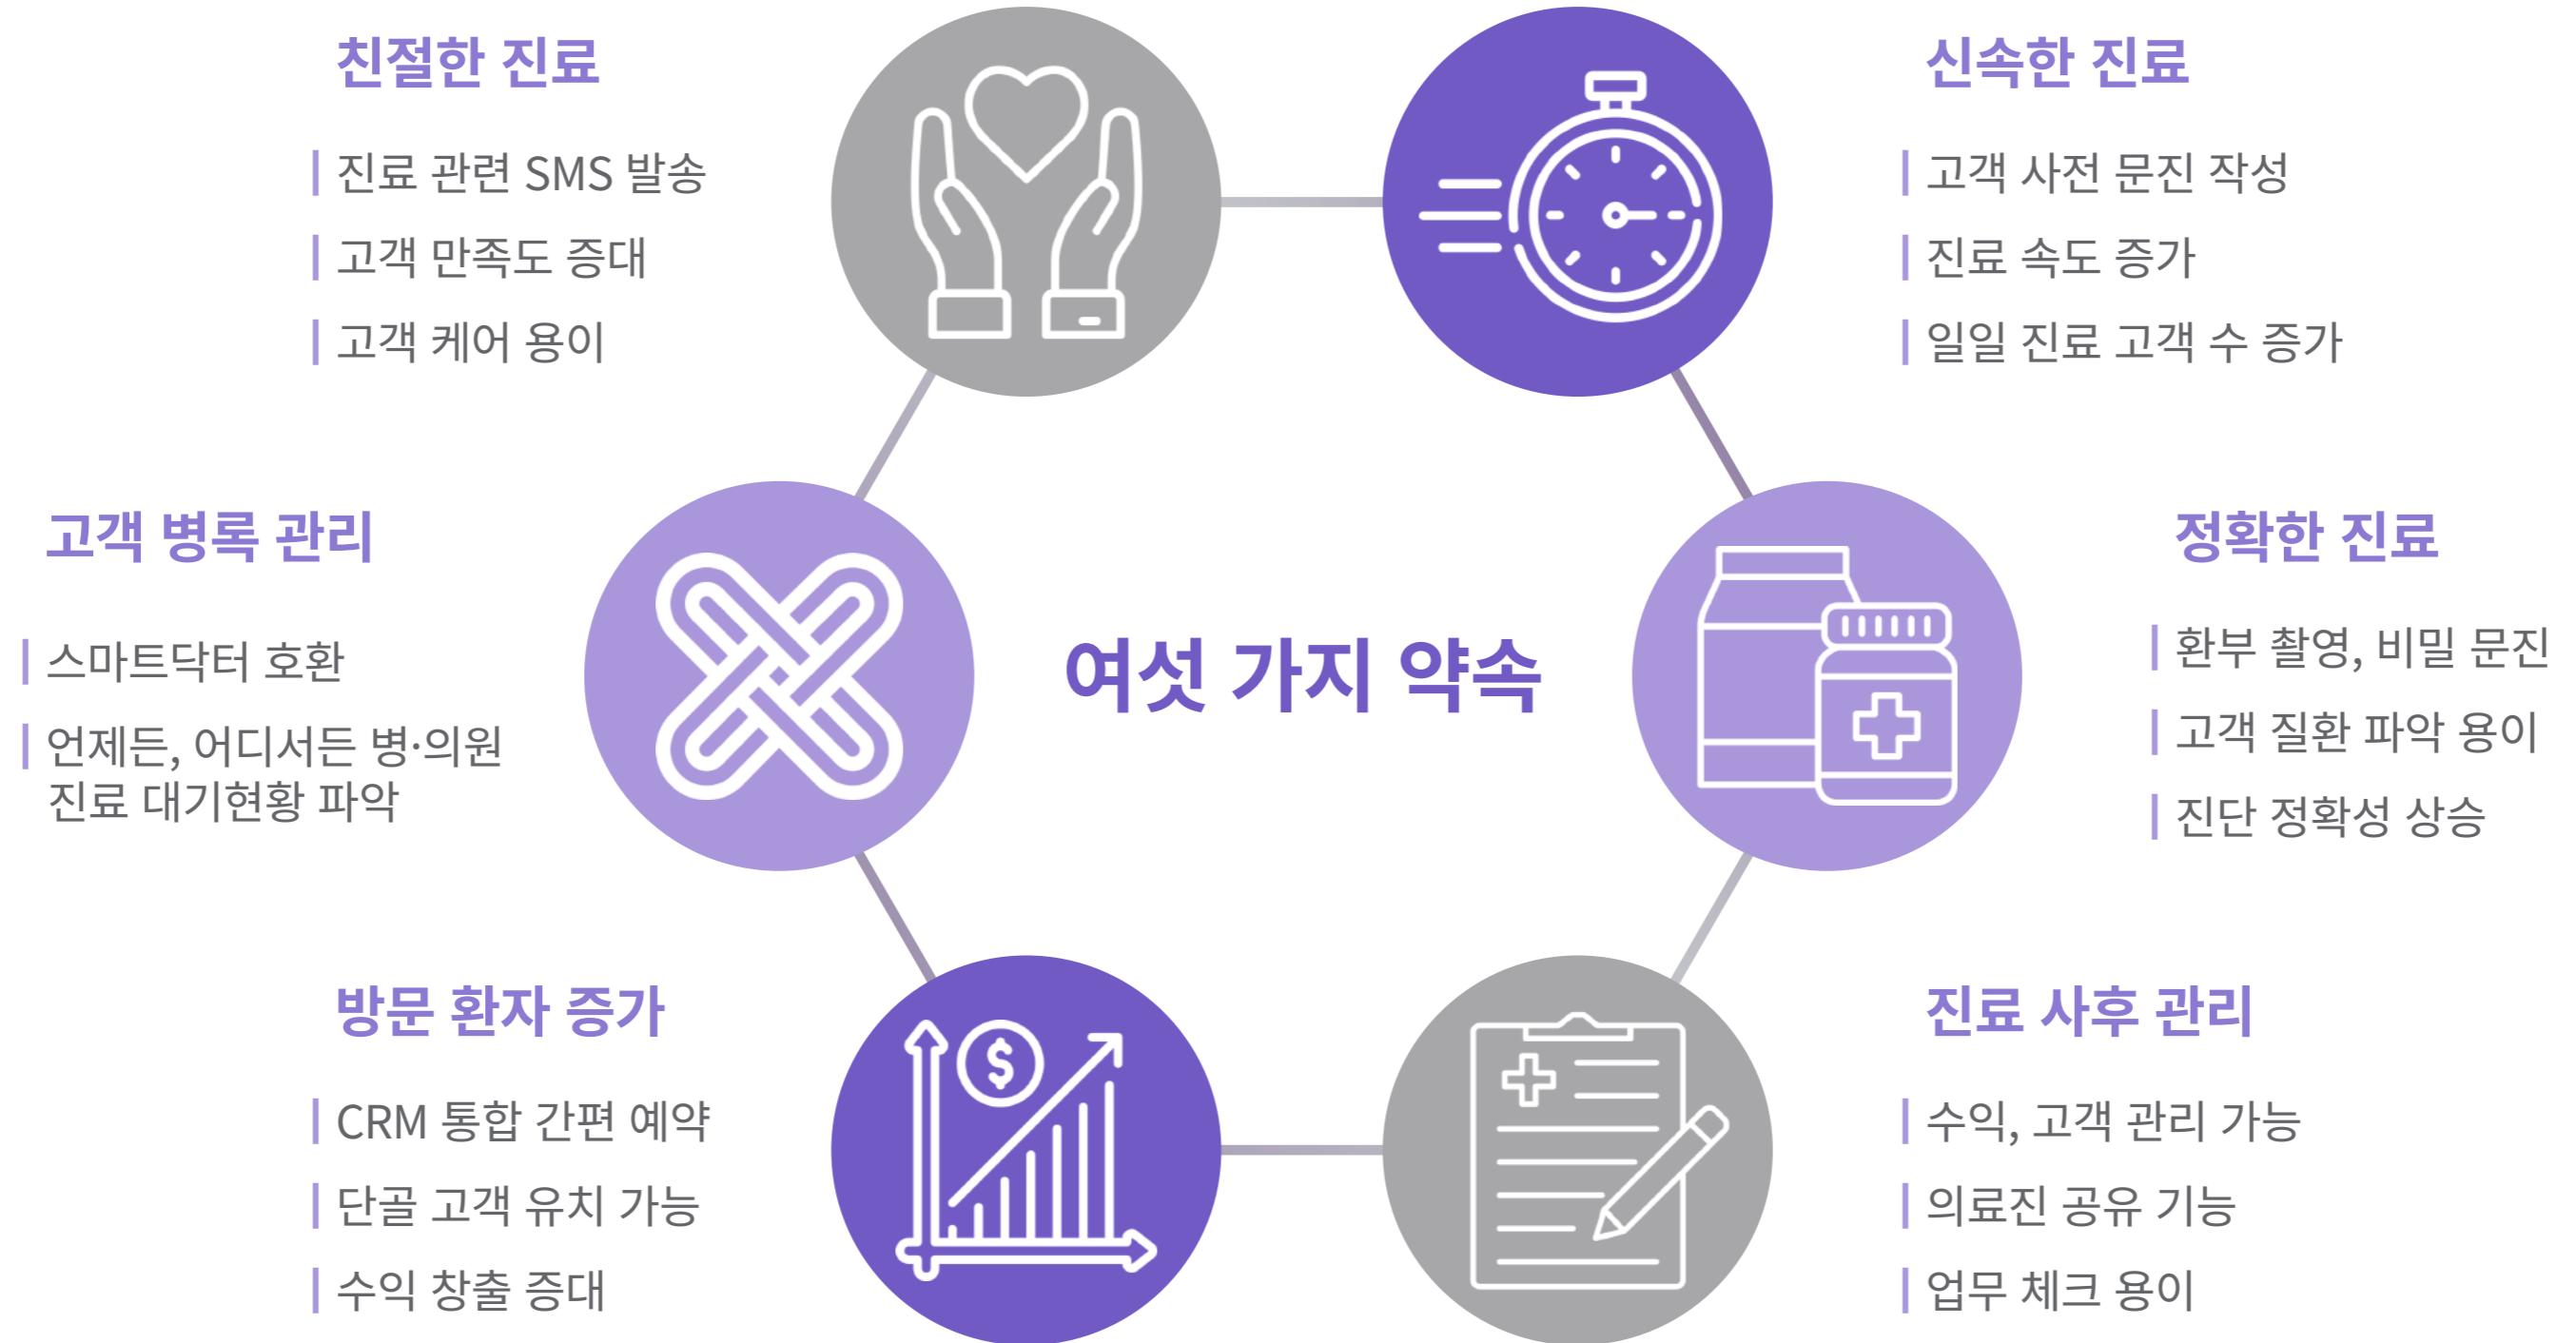 친절한 진료
진료 관련 SMS 발송
고객 만족도 증대
고객 케어 용이
신속한 진료
고객 사전 문진 작성
진료 속도 증가
일일 진료 고객 수 증가
고객 병록 관리
스마트닥터 호환
언제든, 어디서든 병·의원
진료 대기현황 파악
여섯 가지 약속
정확한 진료
환부 촬영, 비밀 문진
고객 질환 파악 용이
진단 정확성 상승
방문 환자 증가
CRM 통합 간편 예약
단골 고객 유치 가능
수익 창출 증대
$
진료 사후 관리
수익, 고객 관리 가능
의료진 공유 기능
업무 체크 용이